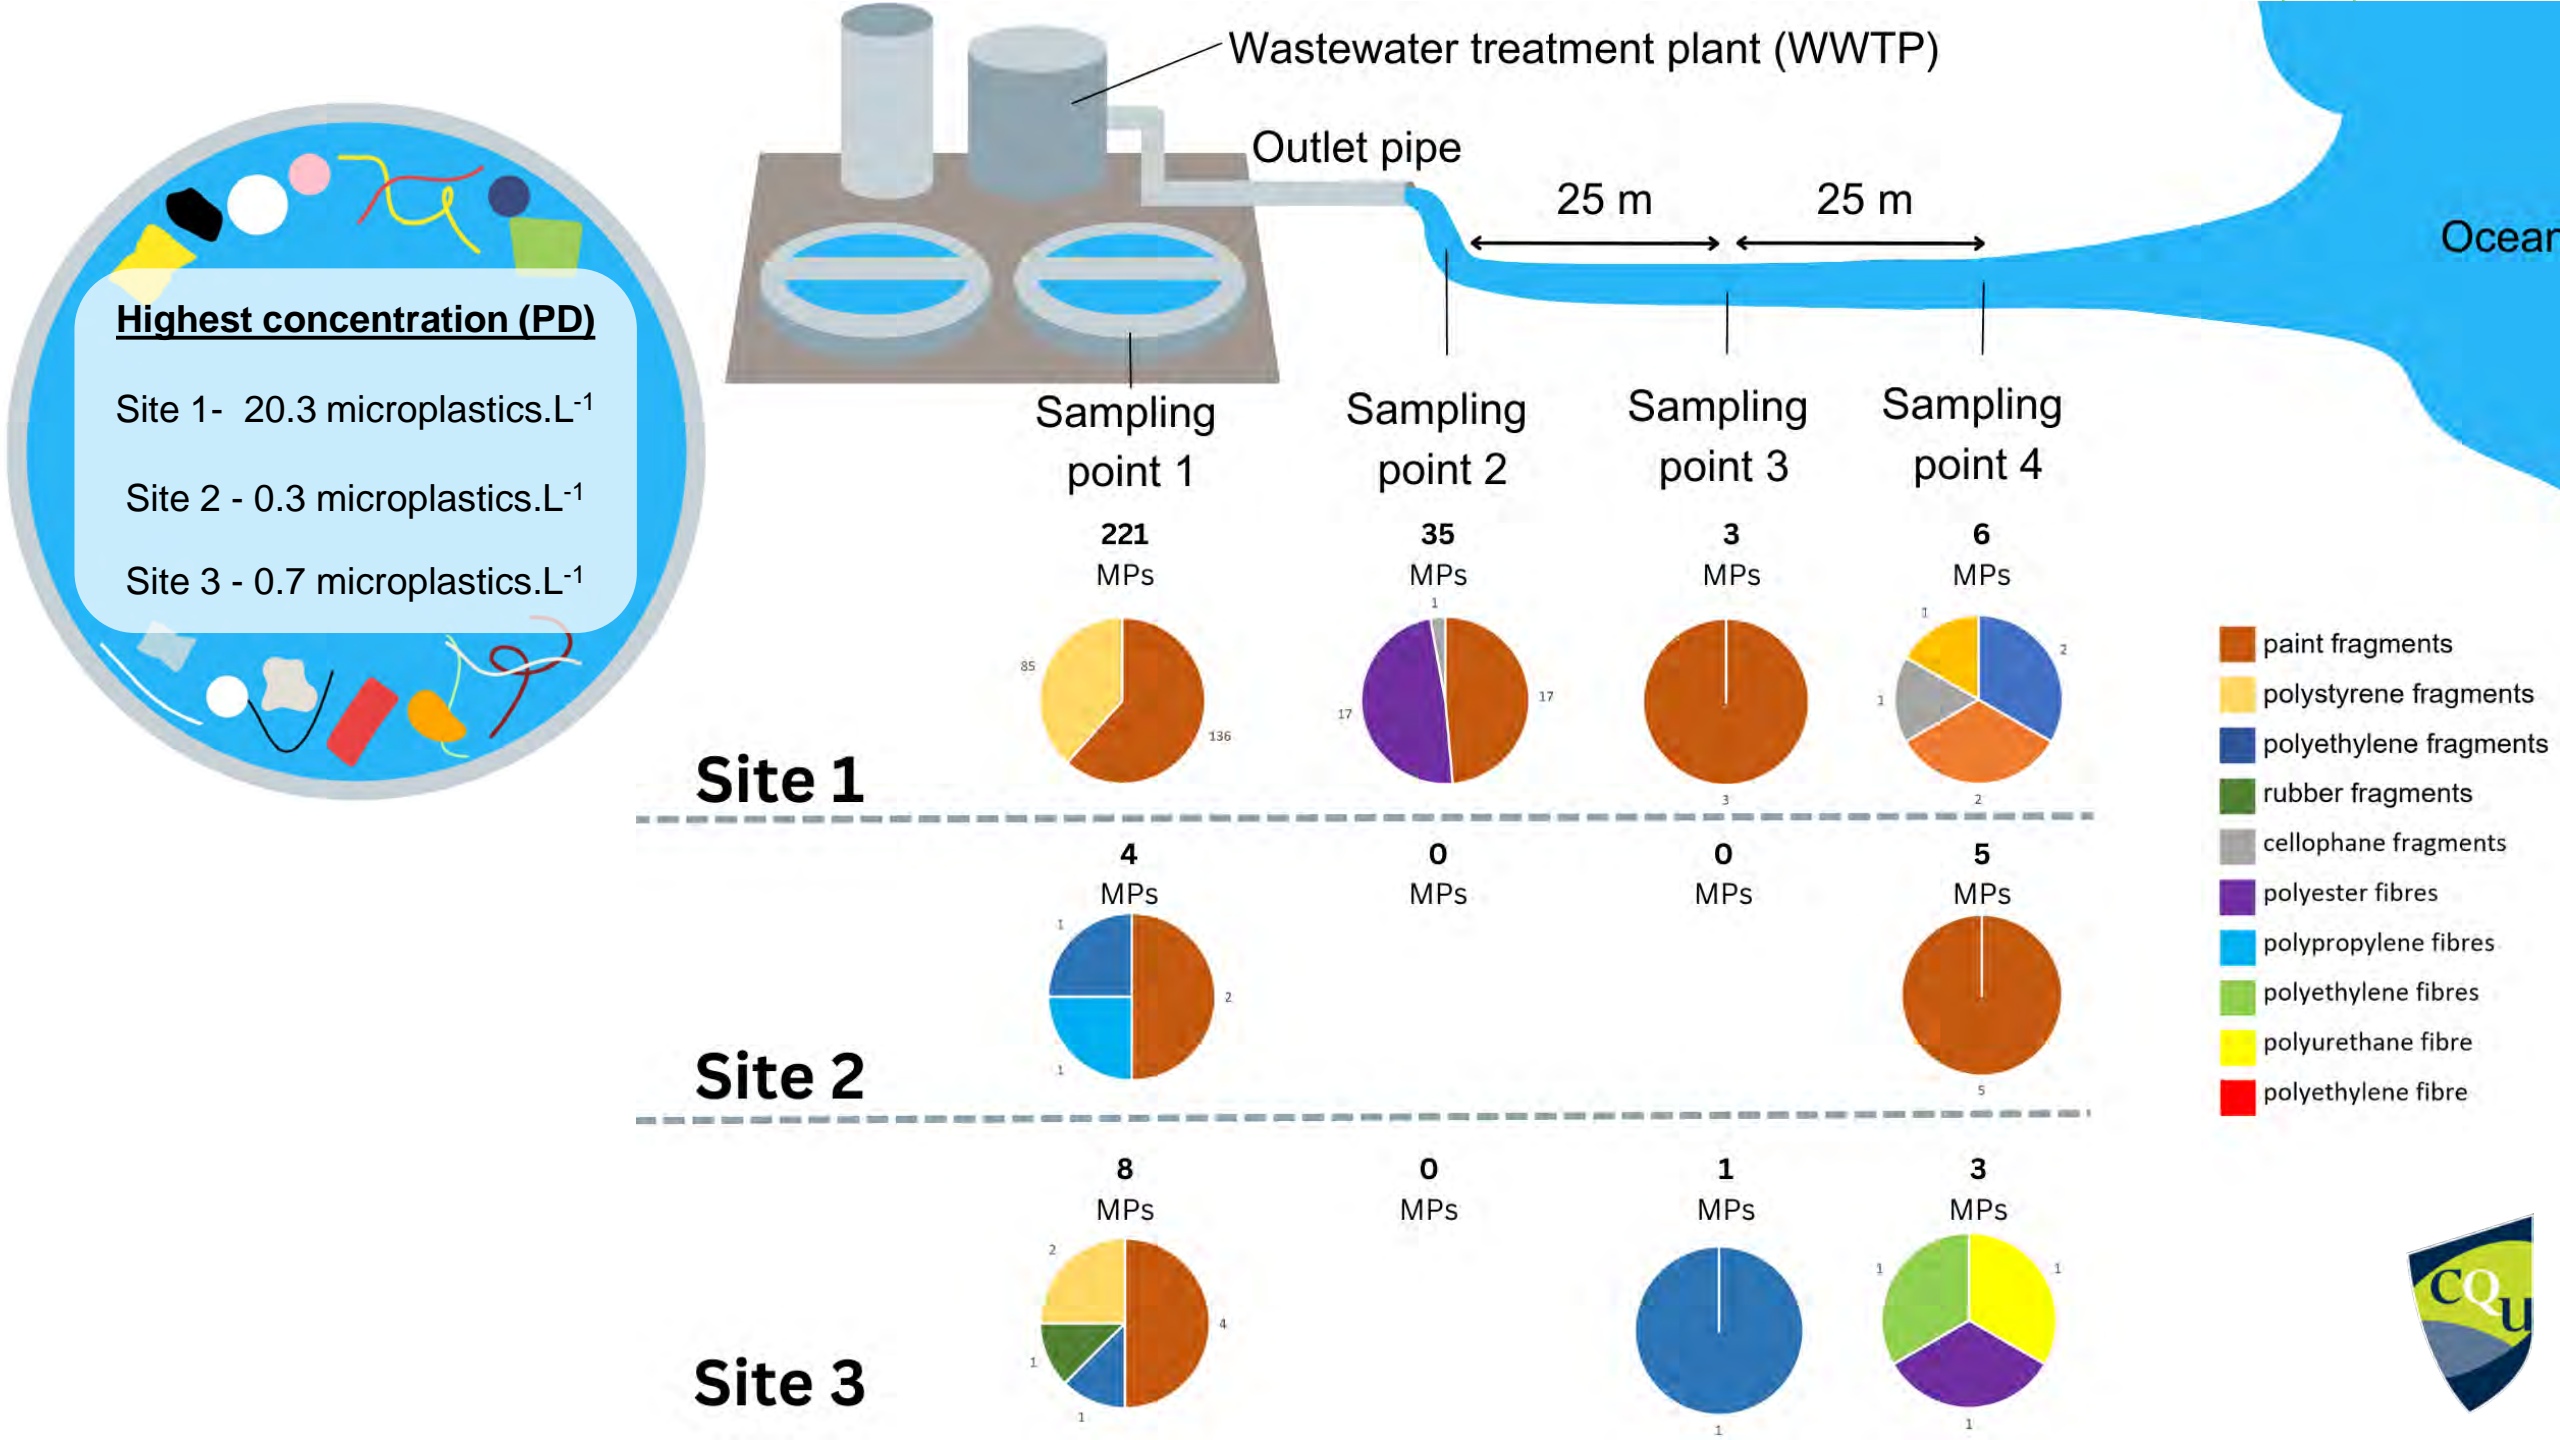 Wastewater treatment plant (WWTP)
Outlet pipe
25 m
25 m
Ocean
Highest concentration (PD)
Site 1- 20.3 microplastics.L⁻¹
Site 2 - 0.3 microplastics.L⁻¹
Site 3 - 0.7 microplastics.L⁻¹
Sampling point 1
Sampling point 2
Sampling point 3
Sampling point 4
Site 1
221
MPs
85
136
35
MPs
1
17
17
3
MPs
3
6
MPs
1
2
1
2
Site 2
4
MPs
1
2
1
0
MPs
0
MPs
5
MPs
5
Site 3
8
MPs
2
4
1
1
0
MPs
1
MPs
1
3
MPs
1
1
1
paint fragments
polystyrene fragments
polyethylene fragments
rubber fragments
cellophane fragments
polyester fibres
polypropylene fibres
polyethylene fibres
polyurethane fibre
polyethylene fibre
CQU